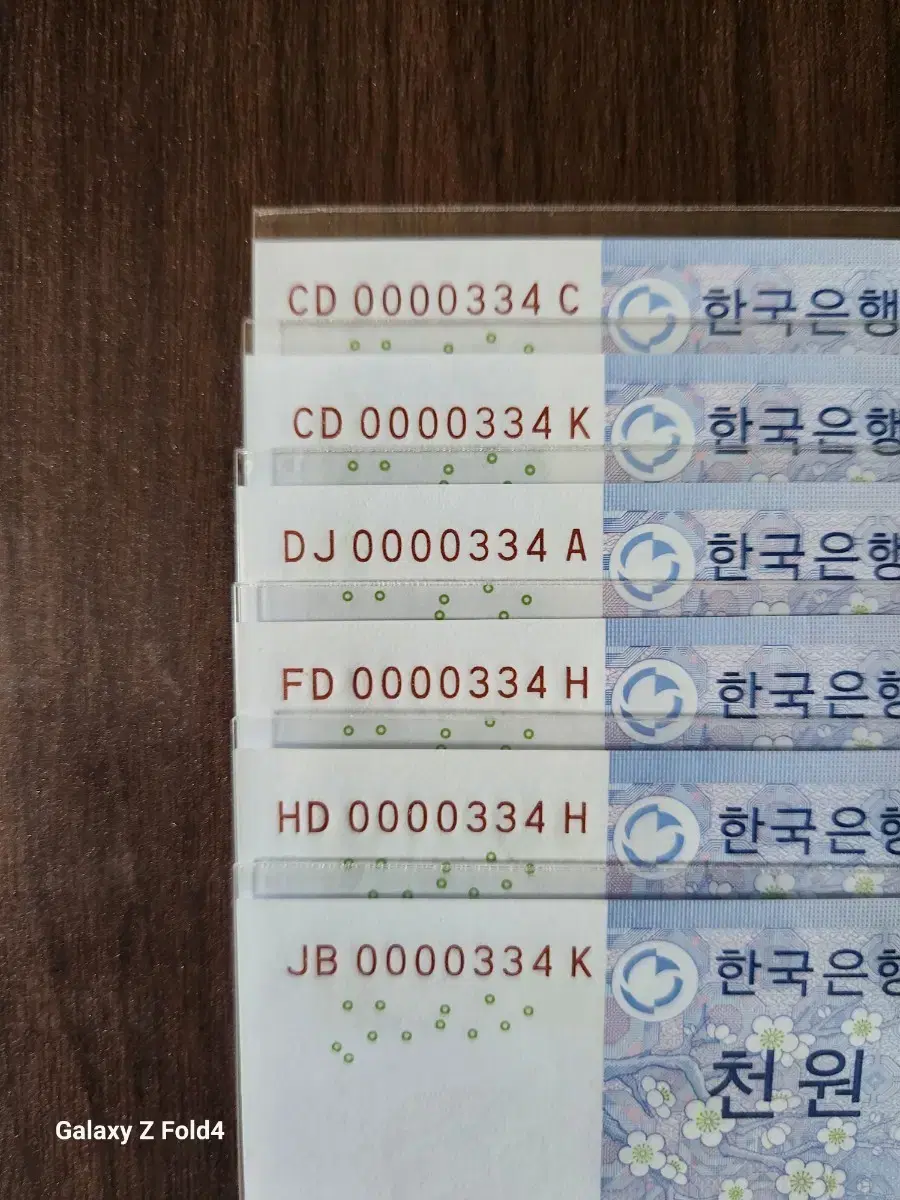 CD 0000334 C 한국은행
CD 0000334 K 한국은행
DJ 0000334 A 한국은행
FD 0000334 H 한국은행
HD 0000334 H 한국은행
JB 0000334 K 한국은행
천원
Galaxy Z Fold4